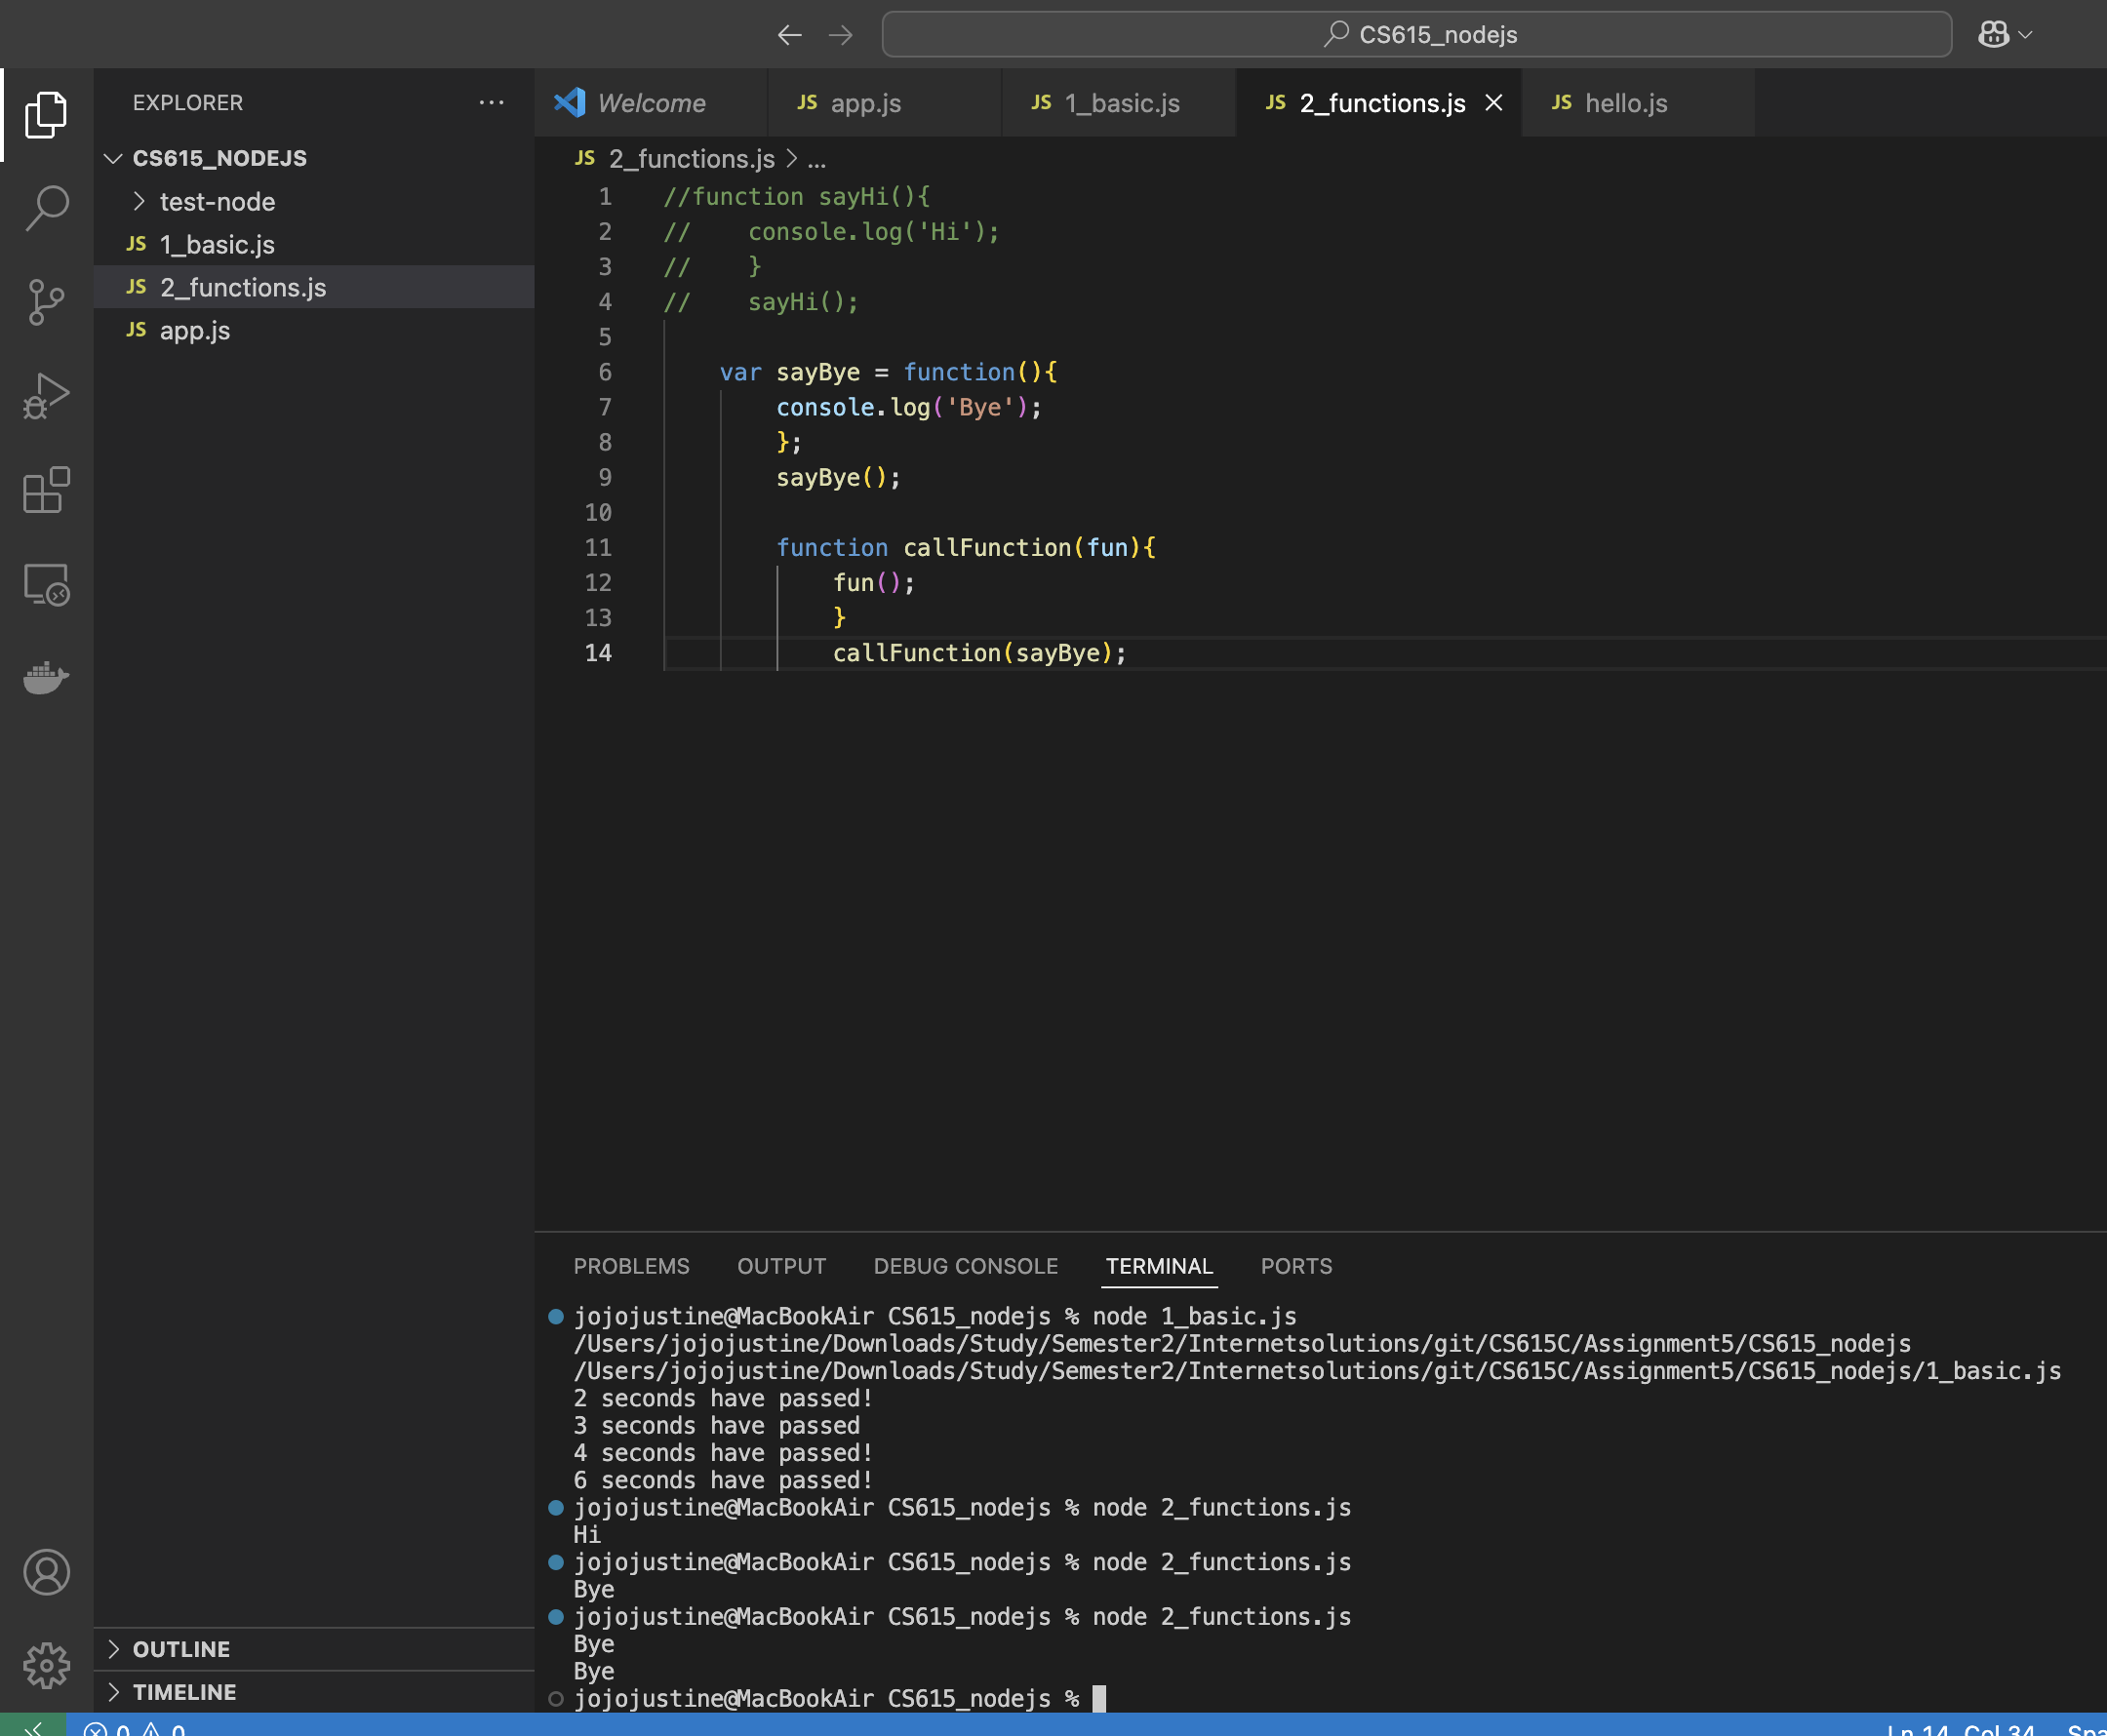 CS615_nodejs
EXPLORER
Welcome
JS app.js
JS 1_basic.js
JS 2_functions.js
JS hello.js
CS615_NODEJS
test-node
JS 1_basic.js
JS 2_functions.js
JS app.js
JS 2_functions.js > ...
1 //function sayHi(){
2 //    console.log('Hi');
3 //    }
4 //    sayHi();
5
6     var sayBye = function(){
7         console.log('Bye');
8         };
9         sayBye();
10
11         function callFunction(fun){
12             fun();
13             }
14             callFunction(sayBye);
PROBLEMS OUTPUT DEBUG CONSOLE TERMINAL PORTS
jojojustine@MacBookAir CS615_nodejs % node 1_basic.js
/Users/jojojustine/Downloads/Study/Semester2/Internetsolutions/git/CS615C/Assignment5/CS615_nodejs
/Users/jojojustine/Downloads/Study/Semester2/Internetsolutions/git/CS615C/Assignment5/CS615_nodejs/1_basic.js
2 seconds have passed!
3 seconds have passed
4 seconds have passed!
6 seconds have passed!
jojojustine@MacBookAir CS615_nodejs % node 2_functions.js
Hi
jojojustine@MacBookAir CS615_nodejs % node 2_functions.js
Bye
jojojustine@MacBookAir CS615_nodejs % node 2_functions.js
Bye
Bye
jojojustine@MacBookAir CS615_nodejs %
OUTLINE
TIMELINE
0 0
Ln 14, Col 34